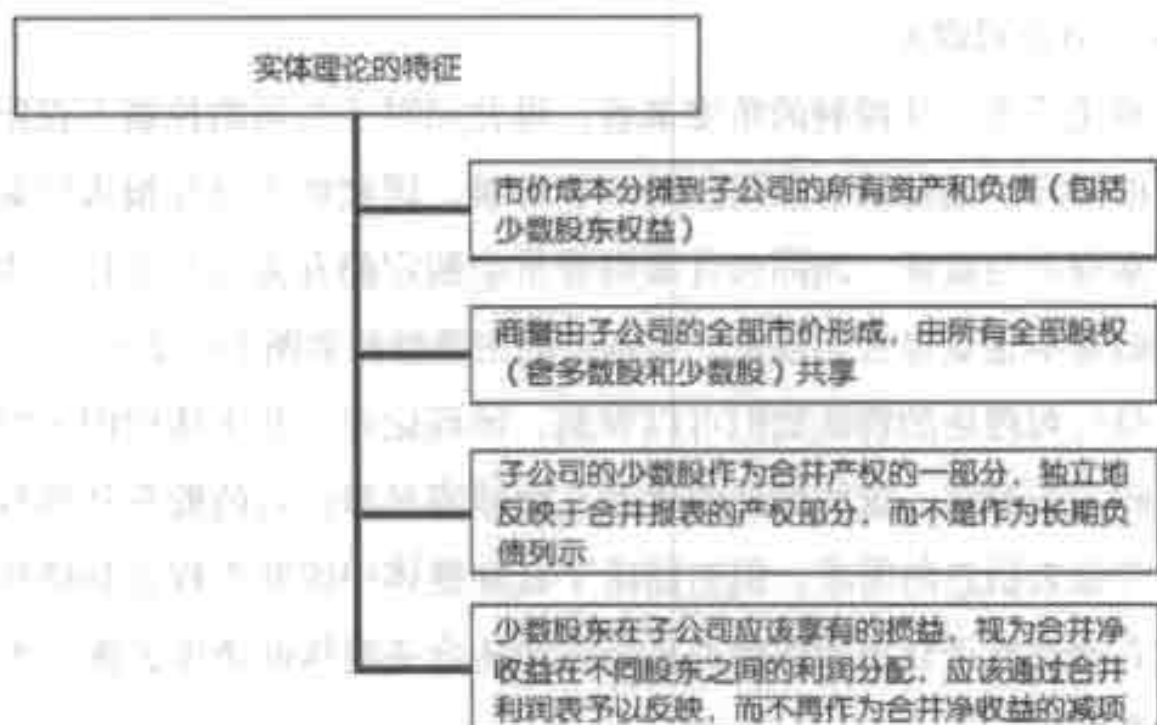 实体理论的特征
市价成本分摊到子公司的所有资产和负债（包括
少数股东权益）
商誉由子公司的全部市价形成，由所有全部股权
（含多数股和少数股）共享
子公司的少数股作为合并产权的一部分，独立地
反映于合并报表的产权部分，而不是作为长期负
债列示
少数股东在子公司应该享有的损益，视为合并净
收益在不同股东之间的利润分配，应该通过合并
利润表予以反映，而不再作为合并净收益的减项